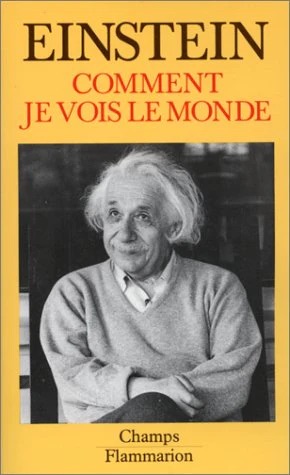 EINSTEIN
COMMENT
JE VOIS LE MONDE
Champs
Flammarion